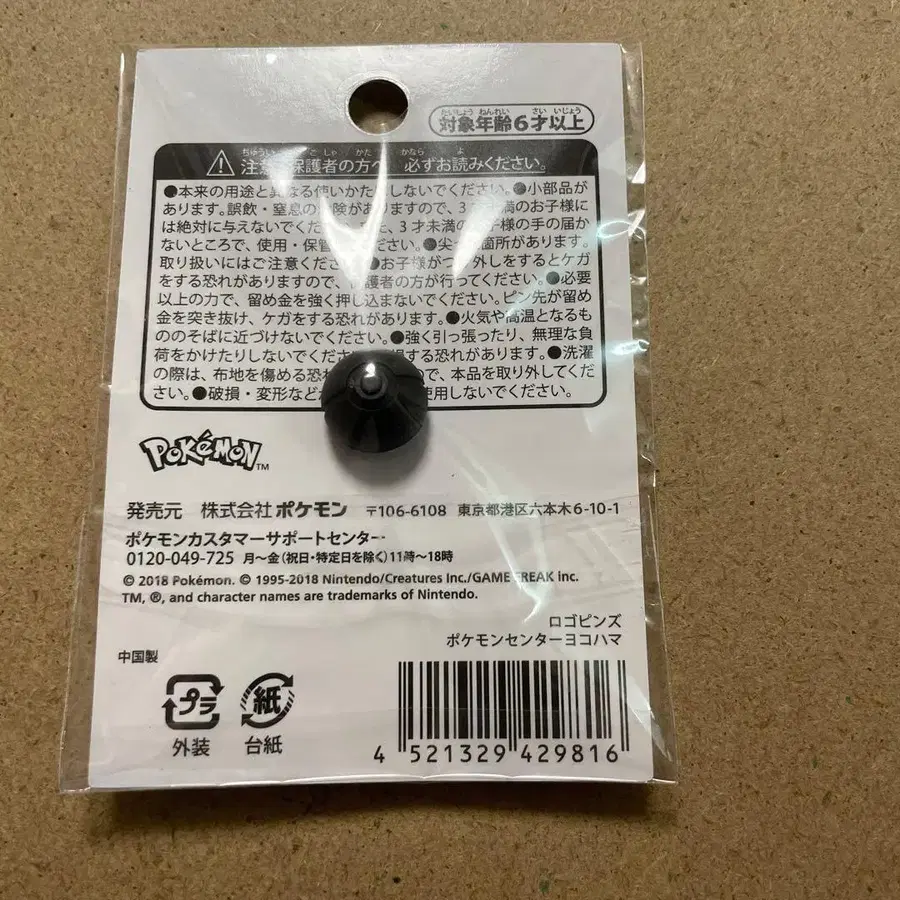 たいしょう ねんれい さい いじょう
対象年齢6才以上
ちゅうい ごしゃ かた かなら よ
注意 保護者の方へ 必ずお読みください。
●本来の用途と異なる使いかた しないでください。●小部品が
あります。誤飲・窒息の 険がありますので、3才未満のお子様に
は絶対に与えないでくだ 、3才未満の 子様の手の届か
ないところで、使用・保管 ださい。●尖っ 箇所があります。
取り扱いにはご注意くださ ●お子様がつ 外しをするとケガ
をする恐れがありますので、 護者の方が行ってください。●必要
以上の力で、留め金を強く押し込まないでください。ピン先が留め
金を突き抜け、ケガをする恐れがあります。●火気や高温となるも
ののそばに近づけないでください。●強く引っ張ったり、無理な負
荷をかけたりしないでくだ する恐れがあります。●洗濯
の際は、布地を傷める恐れ ので、本品を取り外してくだ
さい。●破損・変形など 使用しないでください。
POKéMON™
発売元 株式会社ポケモン 〒106-6108 東京都港区六本木6-10-1
ポケモンカスタマーサポートセンター
0120-049-725 月〜金(祝日・特定日を除く)11時〜18時
© 2018 Pokémon. © 1995-2018 Nintendo/Creatures Inc./GAME FREAK inc.
TM, ®, and character names are trademarks of Nintendo.
ロゴピンズ
ポケモンセンターヨコハマ
中国製
プラ 紙
外装 台紙
4 521329 429816